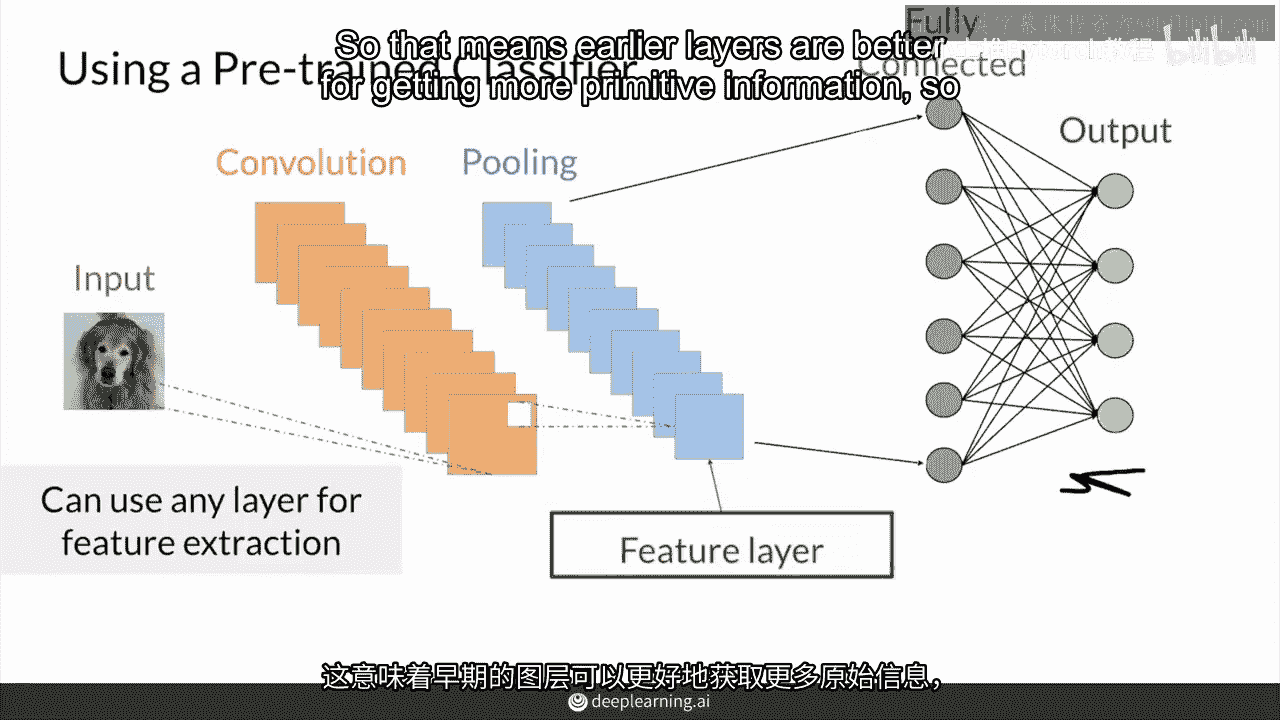 So that means earlier layers are better
for getting more primitive information, so
Using a Pre-trained Classifier
Fully
Connected
bilibili
Output
Convolution
Pooling
Input
Can use any layer for
feature extraction
Feature layer
这意味着早期的图层可以更好地获取更多原始信息，
deeplearning.ai